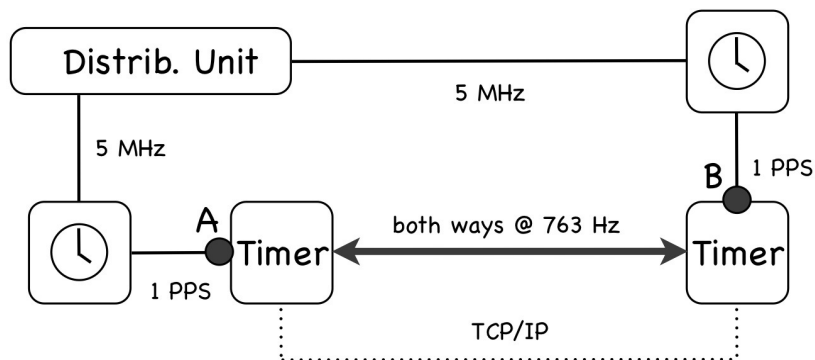 Distrib. Unit
5 MHz
5 MHz
B
1 PPS
A
both ways @ 763 Hz
Timer
Timer
1 PPS
TCP/IP